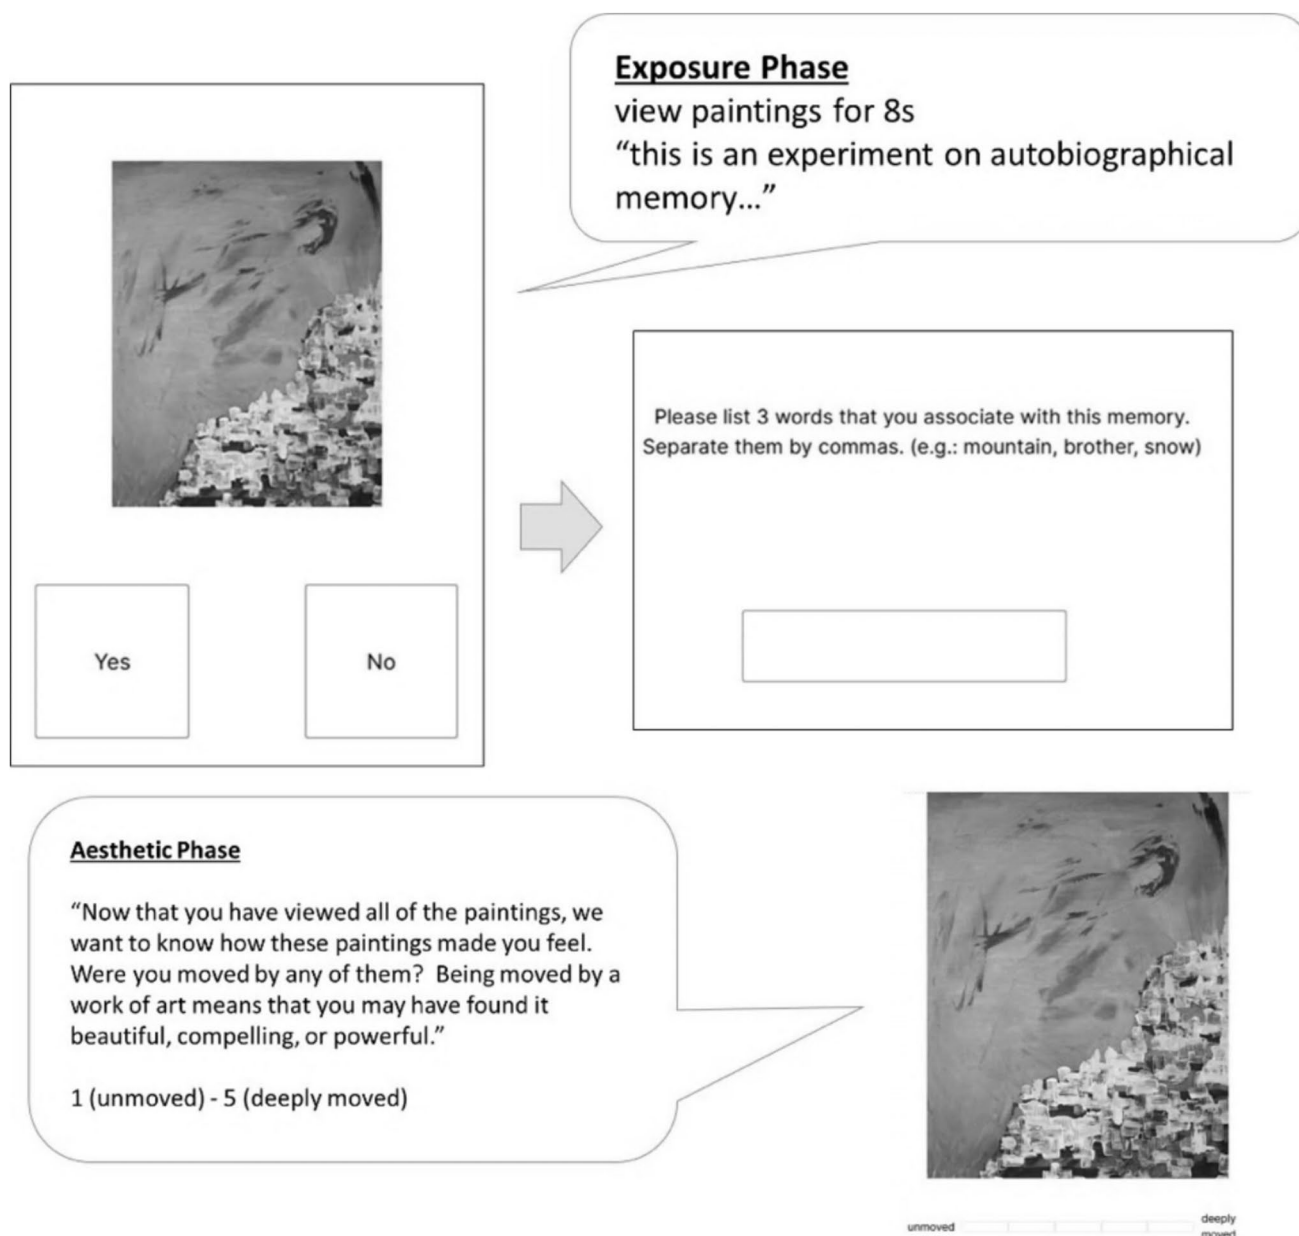 Exposure Phase
view paintings for 8s
“this is an experiment on autobiographical
memory...”
Yes
No
Please list 3 words that you associate with this memory.
Separate them by commas. (e.g.: mountain, brother, snow)
Aesthetic Phase
“Now that you have viewed all of the paintings, we
want to know how these paintings made you feel.
Were you moved by any of them? Being moved by a
work of art means that you may have found it
beautiful, compelling, or powerful.”
1 (unmoved) - 5 (deeply moved)
unmoved
deeply
moved